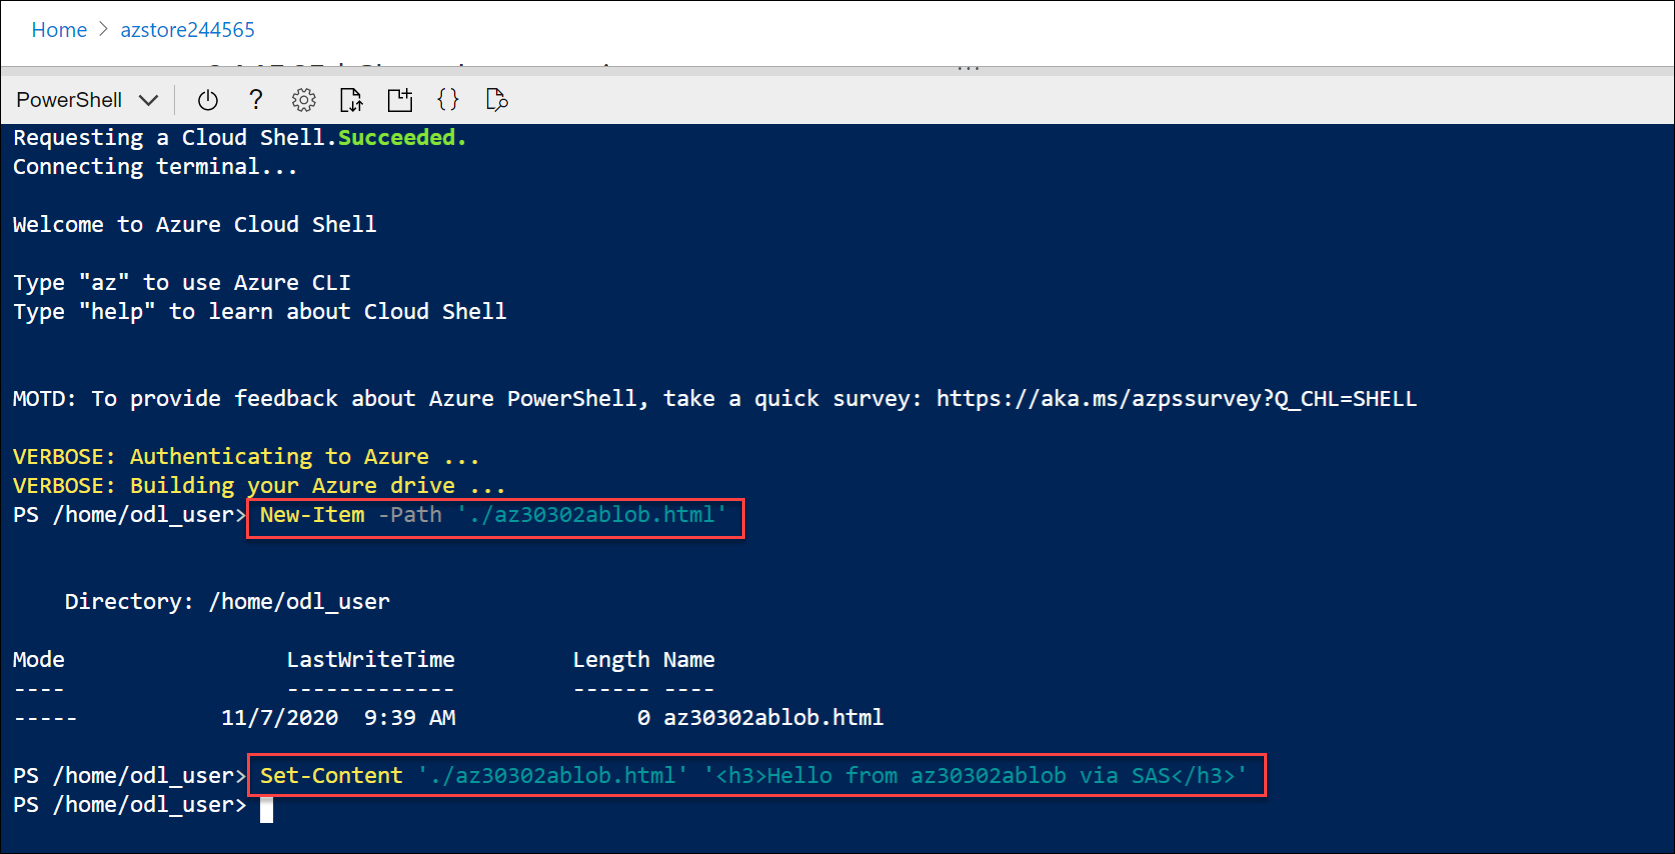 Home > azstore244565
...
PowerShell
Requesting a Cloud Shell.Succeeded.
Connecting terminal...
Welcome to Azure Cloud Shell
Type "az" to use Azure CLI
Type "help" to learn about Cloud Shell
MOTD: To provide feedback about Azure PowerShell, take a quick survey: https://aka.ms/azpssurvey?Q_CHL=SHELL
VERBOSE: Authenticating to Azure ...
VERBOSE: Building your Azure drive ...
PS /home/odl_user> New-Item -Path './az30302ablob.html'
Directory: /home/odl_user
Mode LastWriteTime Length Name
---- ------------- ------ ----
----- 11/7/2020 9:39 AM 0 az30302ablob.html
PS /home/odl_user> Set-Content './az30302ablob.html' '<h3>Hello from az30302ablob via SAS</h3>'
PS /home/odl_user>